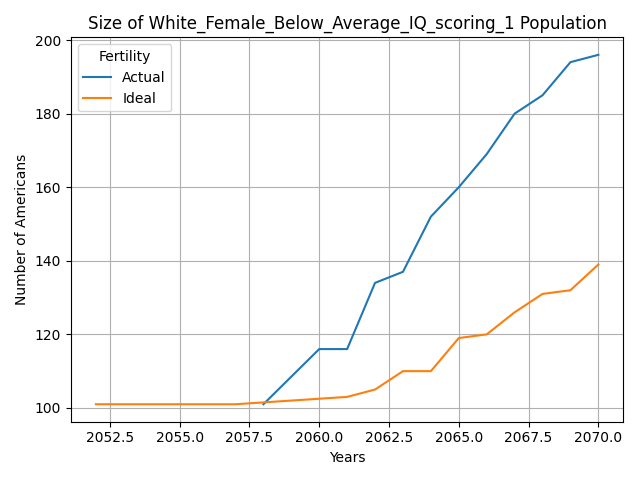 Size of White_Female_Below_Average_IQ_scoring_1 Population
Fertility
Actual
Ideal
Number of Americans
200
180
160
140
120
100
2052.5 2055.0 2057.5 2060.0 2062.5 2065.0 2067.5 2070.0
Years